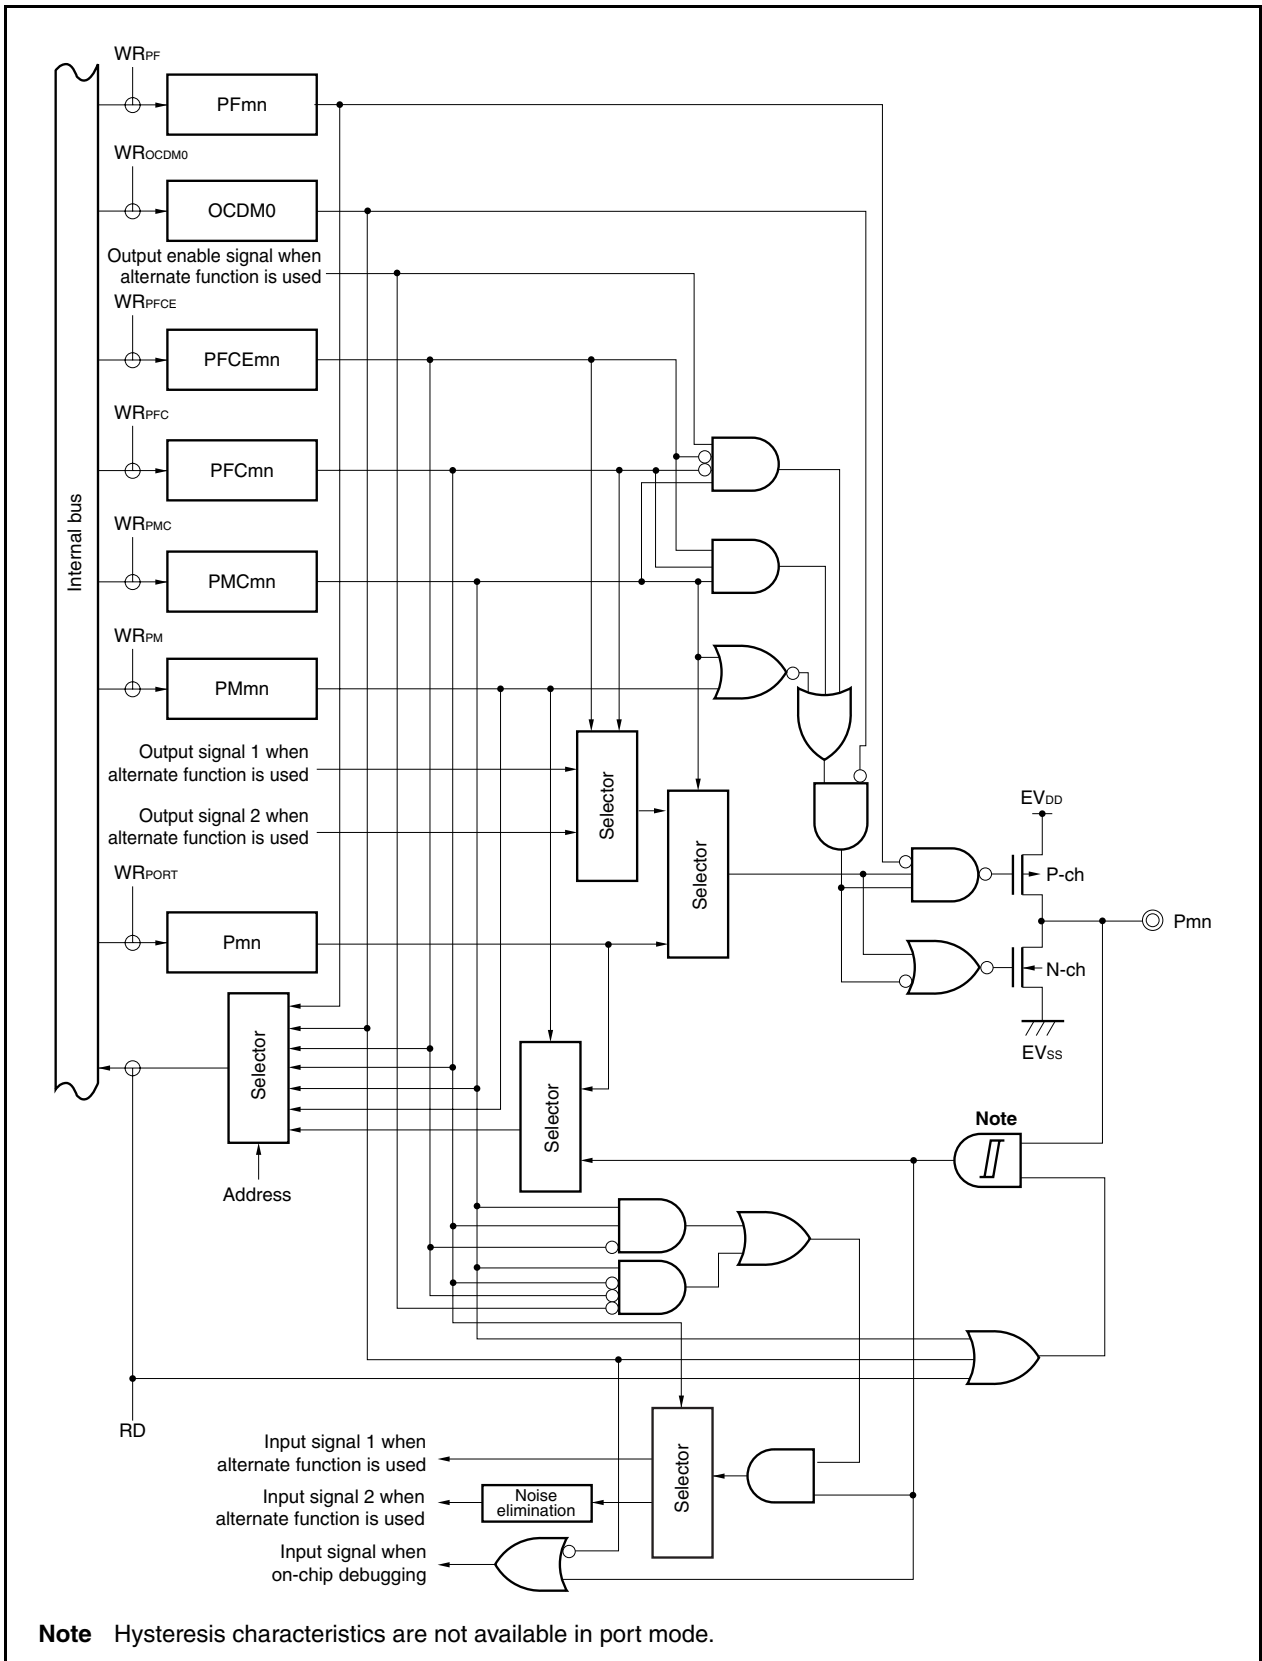 WRPF
PFmn
WROCDM0
OCDM0
Output enable signal when
alternate function is used
WRPFCE
PFCEmn
WRPFC
PFCmn
Internal bus
WRPMC
PMCmn
WRPM
PMmn
Output signal 1 when
alternate function is used
Selector
Output signal 2 when
alternate function is used
Selector
EVDD
P-ch
WRPORT
Pmn
Pmn
N-ch
EVSS
Selector
Selector
Address
Note
RD
Input signal 1 when
alternate function is used
Selector
Input signal 2 when
alternate function is used
Noise
elimination
Input signal when
on-chip debugging
Note Hysteresis characteristics are not available in port mode.